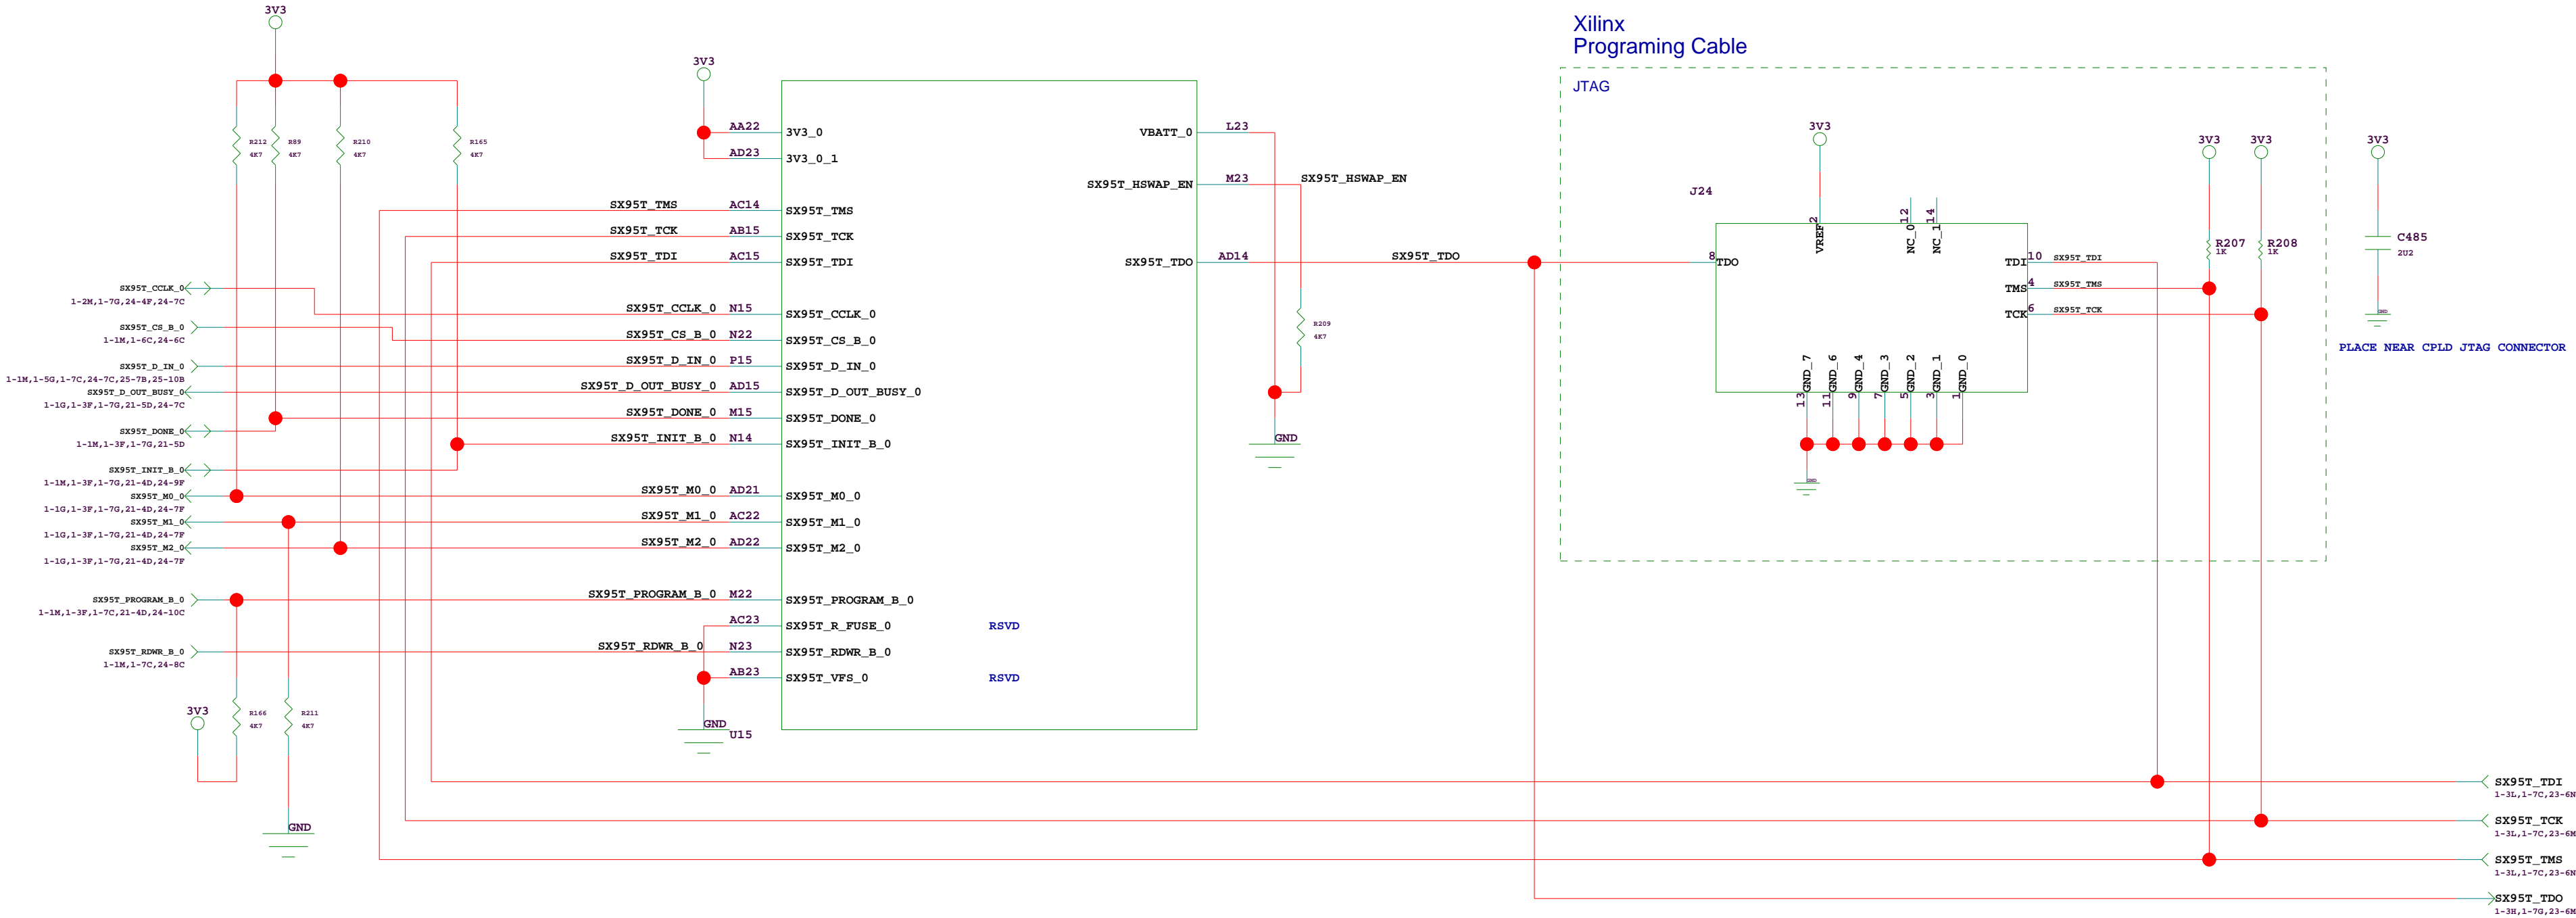 3V3
R212
4K7
R89
4K7
R210
4K7
R165
4K7
SX95T_CCLK_0
1-2M,1-7G,24-4F,24-7C
SX95T_CS_B_0
1-1M,1-6C,24-6C
SX95T_D_IN_0
1-1M,1-5G,1-7C,24-7C,25-7B,25-10B
SX95T_D_OUT_BUSY_0
1-1G,1-3F,1-7G,21-5D,24-7C
SX95T_DONE_0
1-1M,1-3F,1-7G,21-5D
SX95T_INIT_B_0
1-1M,1-3F,1-7G,21-4D,24-9F
SX95T_M0_0
1-1G,1-3F,1-7G,21-4D,24-7F
SX95T_M1_0
1-1G,1-3F,1-7G,21-4D,24-7F
SX95T_M2_0
1-1G,1-3F,1-7G,21-4D,24-7F
SX95T_PROGRAM_B_0
1-1M,1-3F,1-7C,21-4D,24-10C
SX95T_RDWR_B_0
1-1M,1-7C,24-8C
3V3
R166
4K7
R211
4K7
GND
3V3
AA22 3V3_0
AD23 3V3_0_1
SX95T_TMS AC14 SX95T_TMS
SX95T_TCK AB15 SX95T_TCK
SX95T_TDI AC15 SX95T_TDI
SX95T_CCLK_0 N15 SX95T_CCLK_0
SX95T_CS_B_0 N22 SX95T_CS_B_0
SX95T_D_IN_0 P15 SX95T_D_IN_0
SX95T_D_OUT_BUSY_0 AD15 SX95T_D_OUT_BUSY_0
SX95T_DONE_0 M15 SX95T_DONE_0
SX95T_INIT_B_0 N14 SX95T_INIT_B_0
SX95T_M0_0 AD21 SX95T_M0_0
SX95T_M1_0 AC22 SX95T_M1_0
SX95T_M2_0 AD22 SX95T_M2_0
SX95T_PROGRAM_B_0 M22 SX95T_PROGRAM_B_0
AC23 SX95T_R_FUSE_0 RSVD
SX95T_RDWR_B_0 N23 SX95T_RDWR_B_0
AB23 SX95T_VFS_0 RSVD
GND
U15
VBATT_0 L23
SX95T_HSWAP_EN M23 SX95T_HSWAP_EN
SX95T_TDO AD14 SX95T_TDO
R209
4K7
GND
Xilinx
Programing Cable
JTAG
J24
3V3
VREF 2
NC_0 12
NC_1 14
8 TDO
TDI 10 SX95T_TDI
TMS 4 SX95T_TMS
TCK 6 SX95T_TCK
GND_7 13
GND_6 11
GND_4 9
GND_3 7
GND_2 5
GND_1 3
GND_0 1
GND
3V3
R207
1K
3V3
R208
1K
3V3
C485
2U2
GND
PLACE NEAR CPLD JTAG CONNECTOR
SX95T_TDI
1-3L,1-7C,23-6N
SX95T_TCK
1-3L,1-7C,23-6M
SX95T_TMS
1-3L,1-7C,23-6N
SX95T_TDO
1-3H,1-7G,23-6M